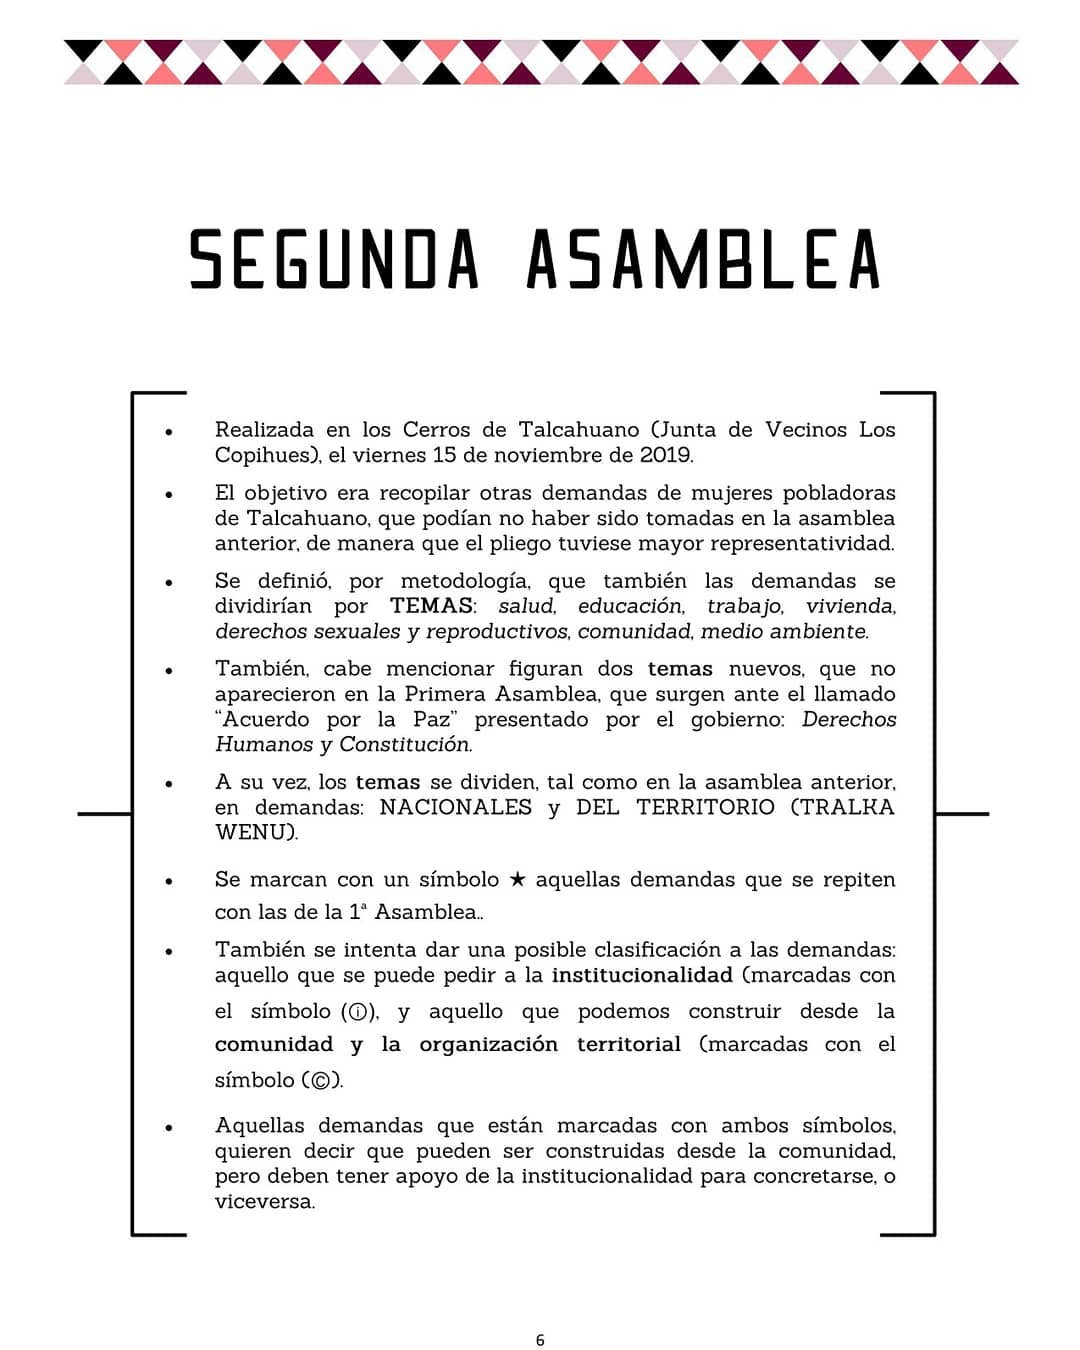 SEGUNDA ASAMBLEA
• Realizada en los Cerros de Talcahuano (Junta de Vecinos Los
Copihues), el viernes 15 de noviembre de 2019.
• El objetivo era recopilar otras demandas de mujeres pobladoras
de Talcahuano, que podían no haber sido tomadas en la asamblea
anterior, de manera que el pliego tuviese mayor representatividad.
• Se definió, por metodología, que también las demandas se
dividirían por TEMAS: salud, educación, trabajo, vivienda,
derechos sexuales y reproductivos, comunidad, medio ambiente.
• También, cabe mencionar figuran dos temas nuevos, que no
aparecieron en la Primera Asamblea, que surgen ante el llamado
“Acuerdo por la Paz” presentado por el gobierno: Derechos
Humanos y Constitución.
• A su vez, los temas se dividen, tal como en la asamblea anterior,
en demandas: NACIONALES y DEL TERRITORIO (TRALKA
WENU).
• Se marcan con un símbolo ★ aquellas demandas que se repiten
con las de la 1ª Asamblea..
• También se intenta dar una posible clasificación a las demandas:
aquello que se puede pedir a la institucionalidad (marcadas con
el símbolo (ⓘ), y aquello que podemos construir desde la
comunidad y la organización territorial (marcadas con el
símbolo (©).
• Aquellas demandas que están marcadas con ambos símbolos,
quieren decir que pueden ser construidas desde la comunidad,
pero deben tener apoyo de la institucionalidad para concretarse, o
viceversa.
6